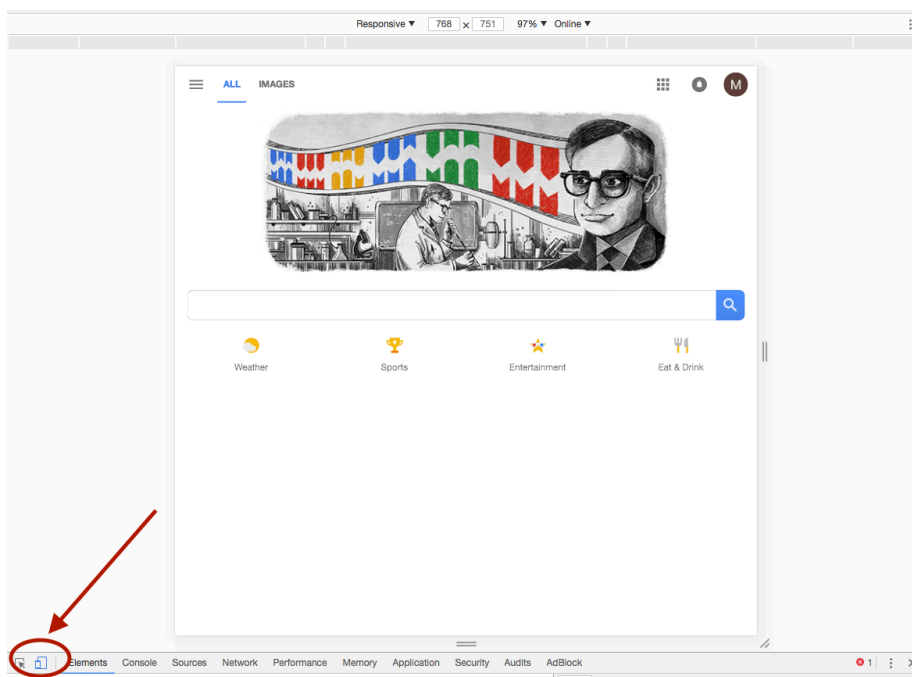 Responsive ▼ 768 x 751 97% ▼ Online ▼
ALL IMAGES
M
Weather Sports Entertainment Eat & Drink
Elements Console Sources Network Performance Memory Application Security Audits AdBlock 1